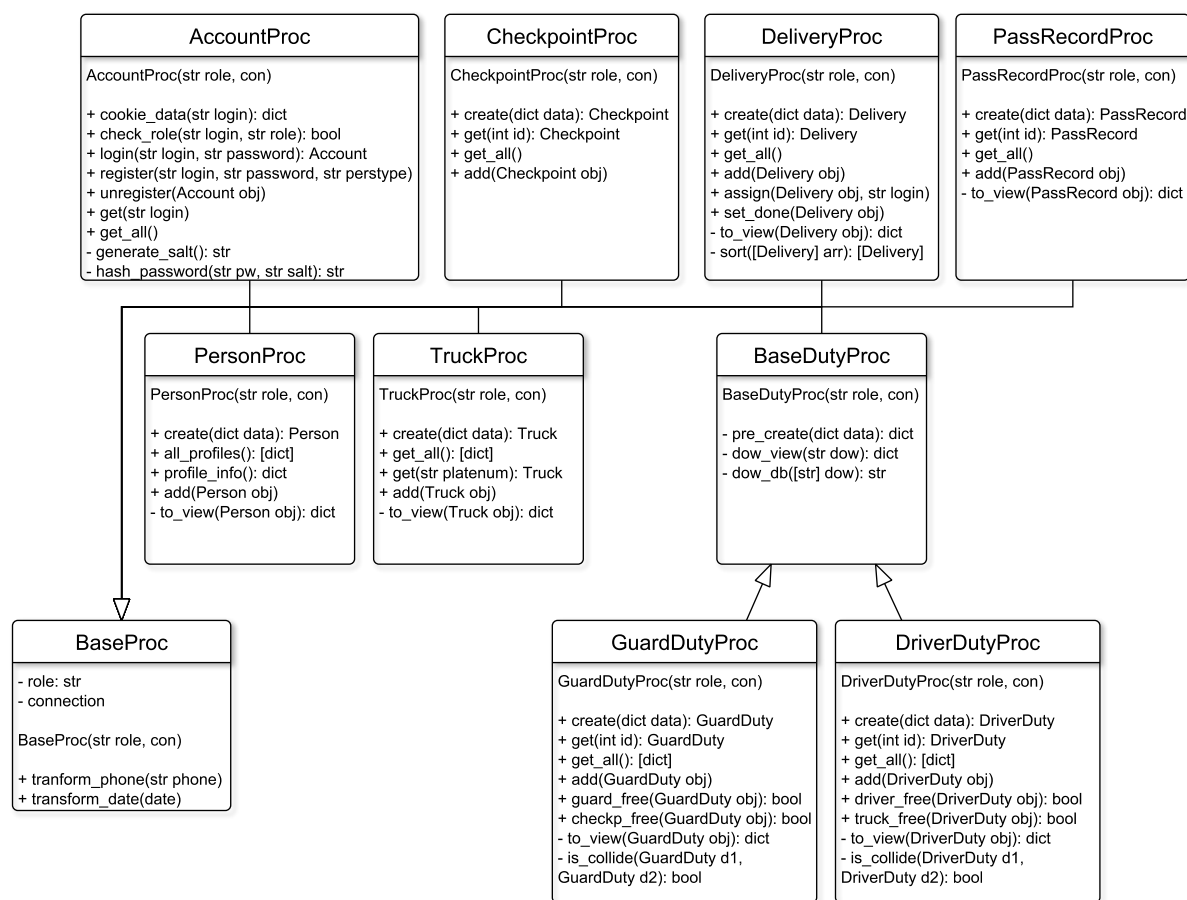 AccountProc
AccountProc(str role, con)
+ cookie_data(str login): dict
+ check_role(str login, str role): bool
+ login(str login, str password): Account
+ register(str login, str password, str perstype)
+ unregister(Account obj)
+ get(str login)
+ get_all()
- generate_salt(): str
- hash_password(str pw, str salt): str
CheckpointProc
CheckpointProc(str role, con)
+ create(dict data): Checkpoint
+ get(int id): Checkpoint
+ get_all()
+ add(Checkpoint obj)
DeliveryProc
DeliveryProc(str role, con)
+ create(dict data): Delivery
+ get(int id): Delivery
+ get_all()
+ add(Delivery obj)
+ assign(Delivery obj, str login)
+ set_done(Delivery obj)
- to_view(Delivery obj): dict
- sort([Delivery] arr): [Delivery]
PassRecordProc
PassRecordProc(str role, con)
+ create(dict data): PassRecord
+ get(int id): PassRecord
+ get_all()
+ add(PassRecord obj)
- to_view(PassRecord obj): dict
PersonProc
PersonProc(str role, con)
+ create(dict data): Person
+ all_profiles(): [dict]
+ profile_info(): dict
+ add(Person obj)
- to_view(Person obj): dict
TruckProc
TruckProc(str role, con)
+ create(dict data): Truck
+ get_all(): [dict]
+ get(str platenum): Truck
+ add(Truck obj)
- to_view(Truck obj): dict
BaseDutyProc
BaseDutyProc(str role, con)
- pre_create(dict data): dict
- dow_view(str dow): dict
- dow_db([str] dow): str
BaseProc
- role: str
- connection
BaseProc(str role, con)
+ tranform_phone(str phone)
+ transform_date(date)
GuardDutyProc
GuardDutyProc(str role, con)
+ create(dict data): GuardDuty
+ get(int id): GuardDuty
+ get_all(): [dict]
+ add(GuardDuty obj)
+ guard_free(GuardDuty obj): bool
+ checkp_free(GuardDuty obj): bool
- to_view(GuardDuty obj): dict
- is_collide(GuardDuty d1,
GuardDuty d2): bool
DriverDutyProc
DriverDutyProc(str role, con)
+ create(dict data): DriverDuty
+ get(int id): DriverDuty
+ get_all(): [dict]
+ add(DriverDuty obj)
+ driver_free(DriverDuty obj): bool
+ truck_free(DriverDuty obj): bool
- to_view(DriverDuty obj): dict
- is_collide(DriverDuty d1,
DriverDuty d2): bool